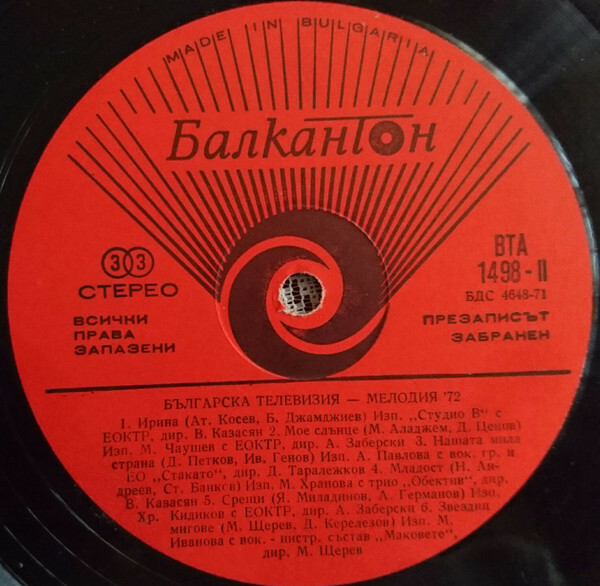 MADE IN BULGARIA
Балкантон
33
СТЕРЕО
ВСИЧКИ
ПРАВА
ЗАПАЗЕНИ
ВТА
1498-II
БДС 4648-71
ПРЕЗАПИСЪТ
ЗАБРАНЕН
БЪЛГАРСКА ТЕЛЕВИЗИЯ — МЕЛОДИЯ '72
1. Ирина (Ат. Косев, Б. Джамджиев) Изп. „Студио В“ с
ЕОКТР, дир. В. Казасян 2. Мое слънце (М. Аладжем, Д. Ценов)
Изп. М. Чаушев с ЕОКТР, дир. А. Заберски 3. Нашата мила
страна (Д. Петков, Ив. Генов) Изп. А. Павлова с вок. гр. и
ЕО „Стакато“, дир. Д. Таралежков 4. Младост (Н. Ан-
дреев, Ст. Банков) Изп. М. Хранова с трио „Обектив“, дир.
В. Казасян 5. Срещи (Я. Миладинов, А. Германов) Изп.
Хр. Кидиков с ЕОКТР, дир. А. Заберски 6. Звездни
мигове (М. Щерев, Д. Керелезов) Изп. М.
Иванова с вок. - инстр. състав „Маковете“,
дир. М. Щерев